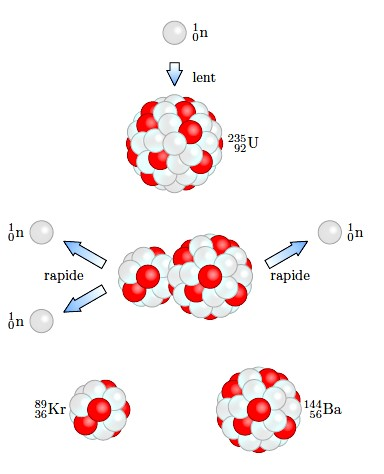 ¹₀n
lent
²³⁵₉₂U
¹₀n
¹₀n
rapide
rapide
¹₀n
⁸⁹₃₆Kr
¹⁴⁴₅₆Ba